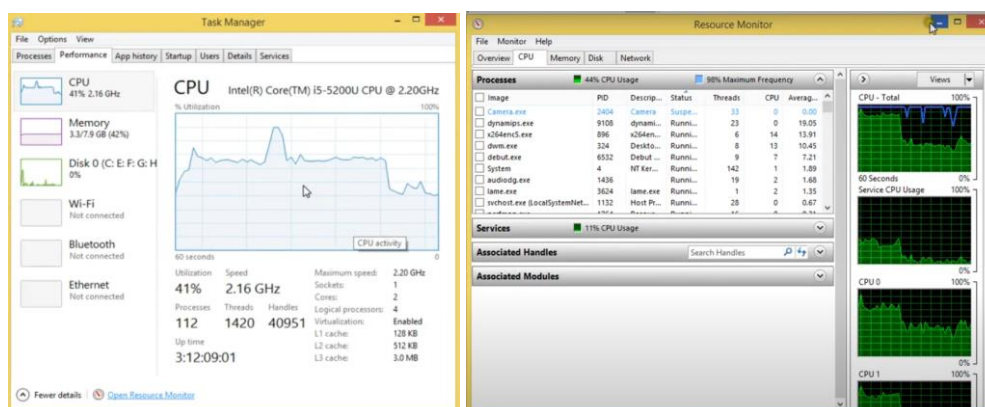 Task Manager
File Options View
Processes Performance App history Startup Users Details Services
CPU
41% 2.16 GHz
Memory
3.3/7.9 GB (42%)
Disk 0 (C: E: F: G: H
0%
Wi-Fi
Not connected
Bluetooth
Not connected
Ethernet
Not connected
CPU Intel(R) Core(TM) i5-5200U CPU @ 2.20GHz
% Utilization 100%
CPU activity
60 seconds 0
Utilization Speed Maximum speed: 2.20 GHz
41% 2.16 GHz Sockets: 1
Cores: 2
Processes Threads Handles Logical processors: 4
112 1420 40951 Virtualization: Enabled
L1 cache: 128 KB
Up time L2 cache: 512 KB
3:12:09:01 L3 cache: 3.0 MB
Fewer details Open Resource Monitor
Resource Monitor
File Monitor Help
Overview CPU Memory Disk Network
Processes 44% CPU Usage 98% Maximum Frequency
Image PID Descrip... Status Threads CPU Averag...
Camera.exe 2404 Camera Suspe... 33 0 0.00
dynamips.exe 9108 dynami... Runni... 23 0 19.05
x264enc5.exe 896 x264en... Runni... 6 14 13.91
dwm.exe 324 Deskto... Runni... 8 13 10.45
debut.exe 6532 Debut ... Runni... 9 7 7.21
System 4 NT Ker... Runni... 142 1 1.89
audiodg.exe 1436 Runni... 19 2 1.68
lame.exe 3624 lame.exe Runni... 1 2 1.35
svchost.exe (LocalSystemNet... 1132 Host Pr... Runni... 28 0 0.67
Services 11% CPU Usage
Associated Handles Search Handles
Associated Modules
Views
CPU - Total 100%
60 Seconds 0%
Service CPU Usage 100%
0%
CPU 0 100%
0%
CPU 1 100%